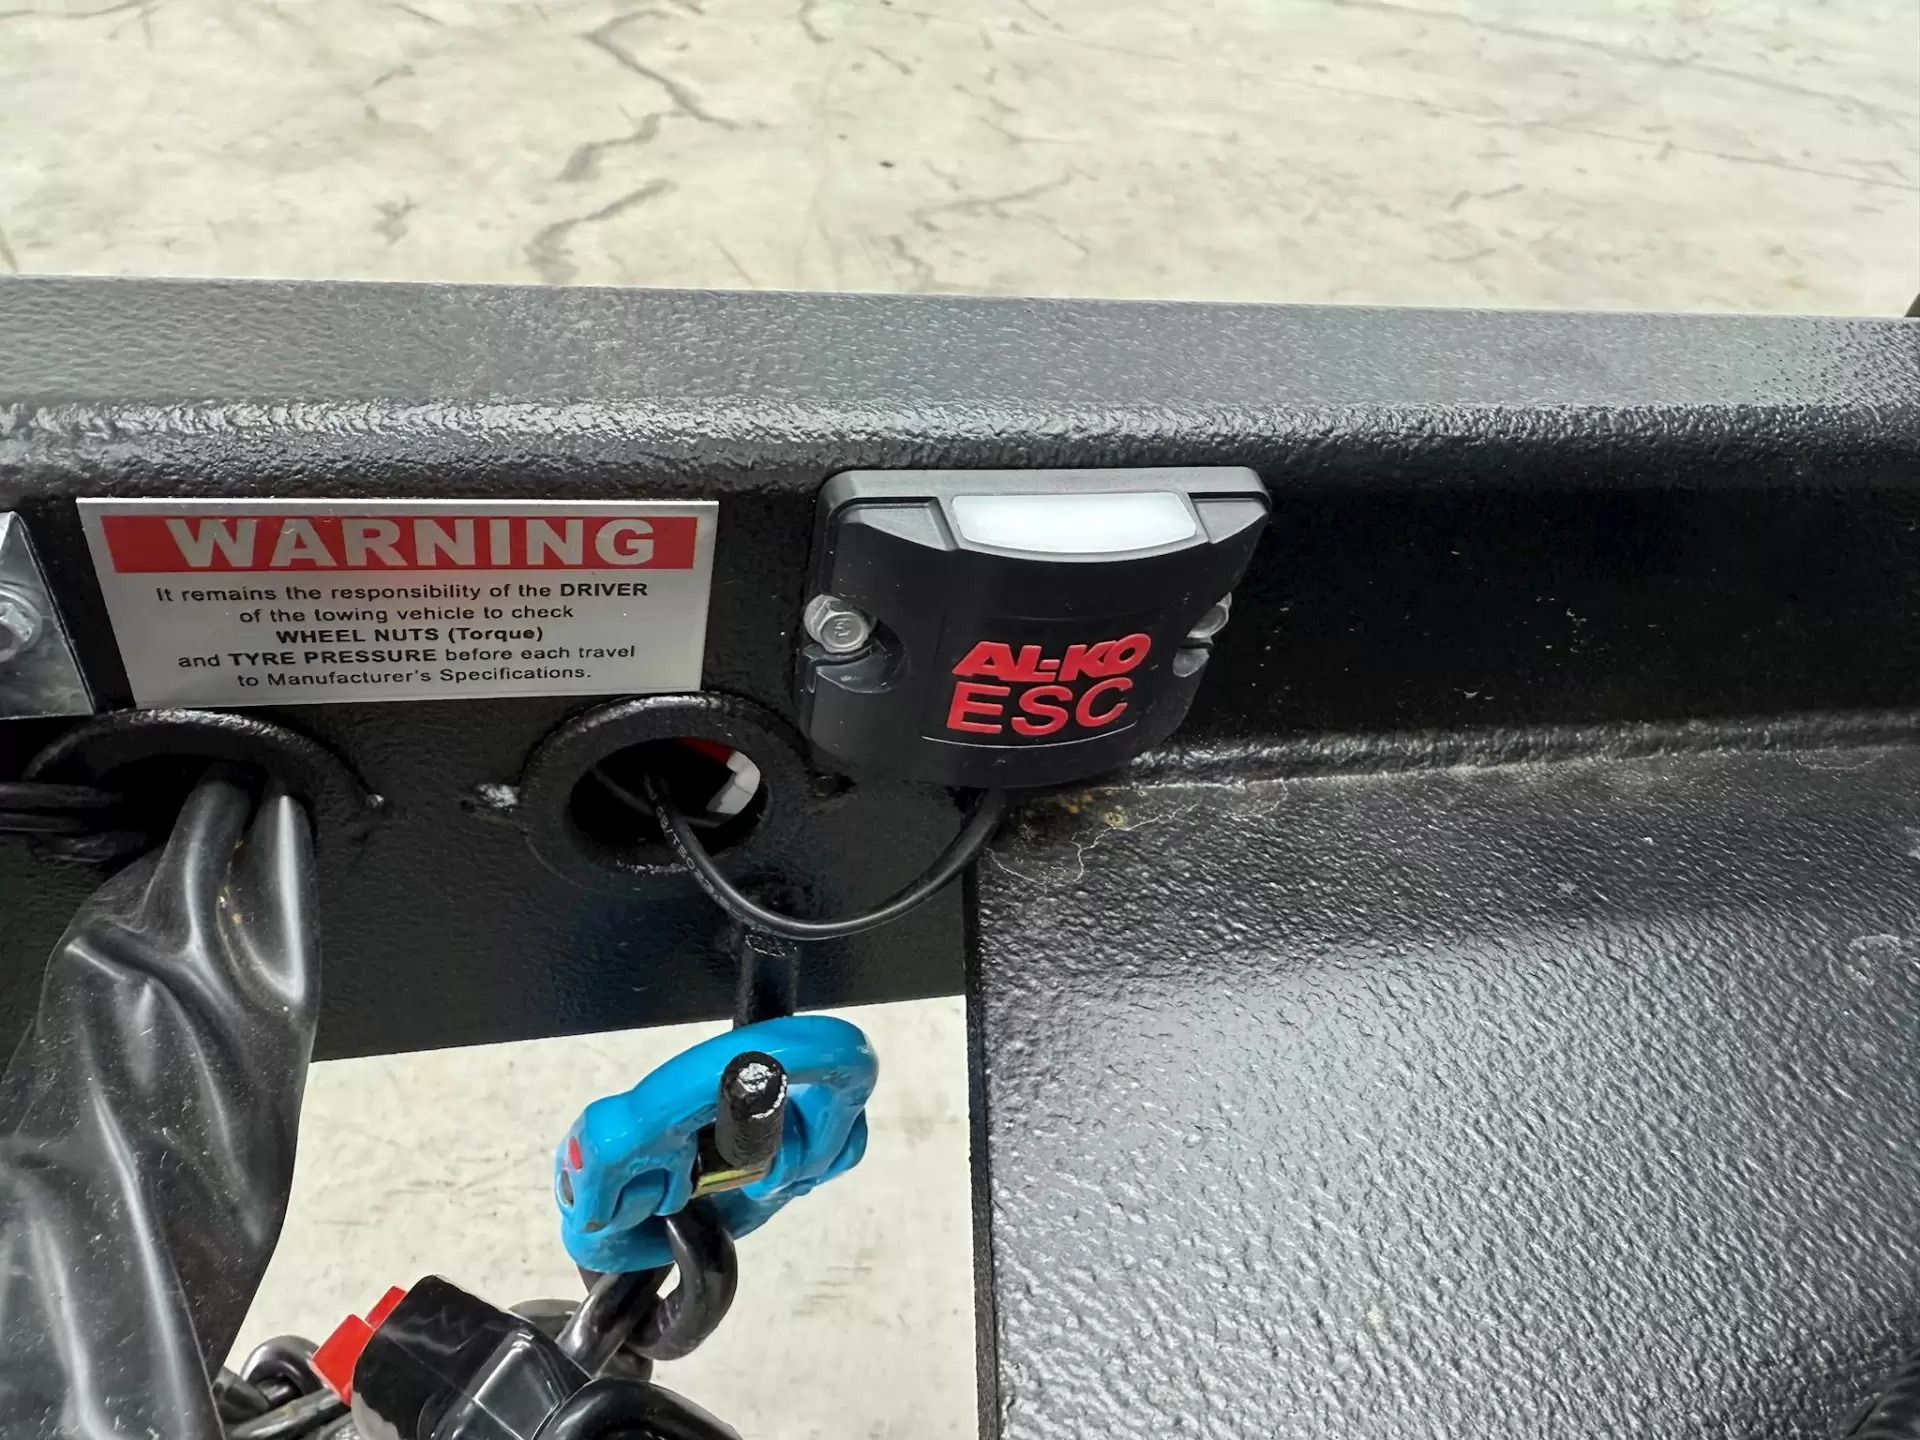 WARNING
It remains the responsibility of the DRIVER
of the towing vehicle to check
WHEEL NUTS (Torque)
and TYRE PRESSURE before each travel
to Manufacturer's Specifications.
AL-KO
ESC